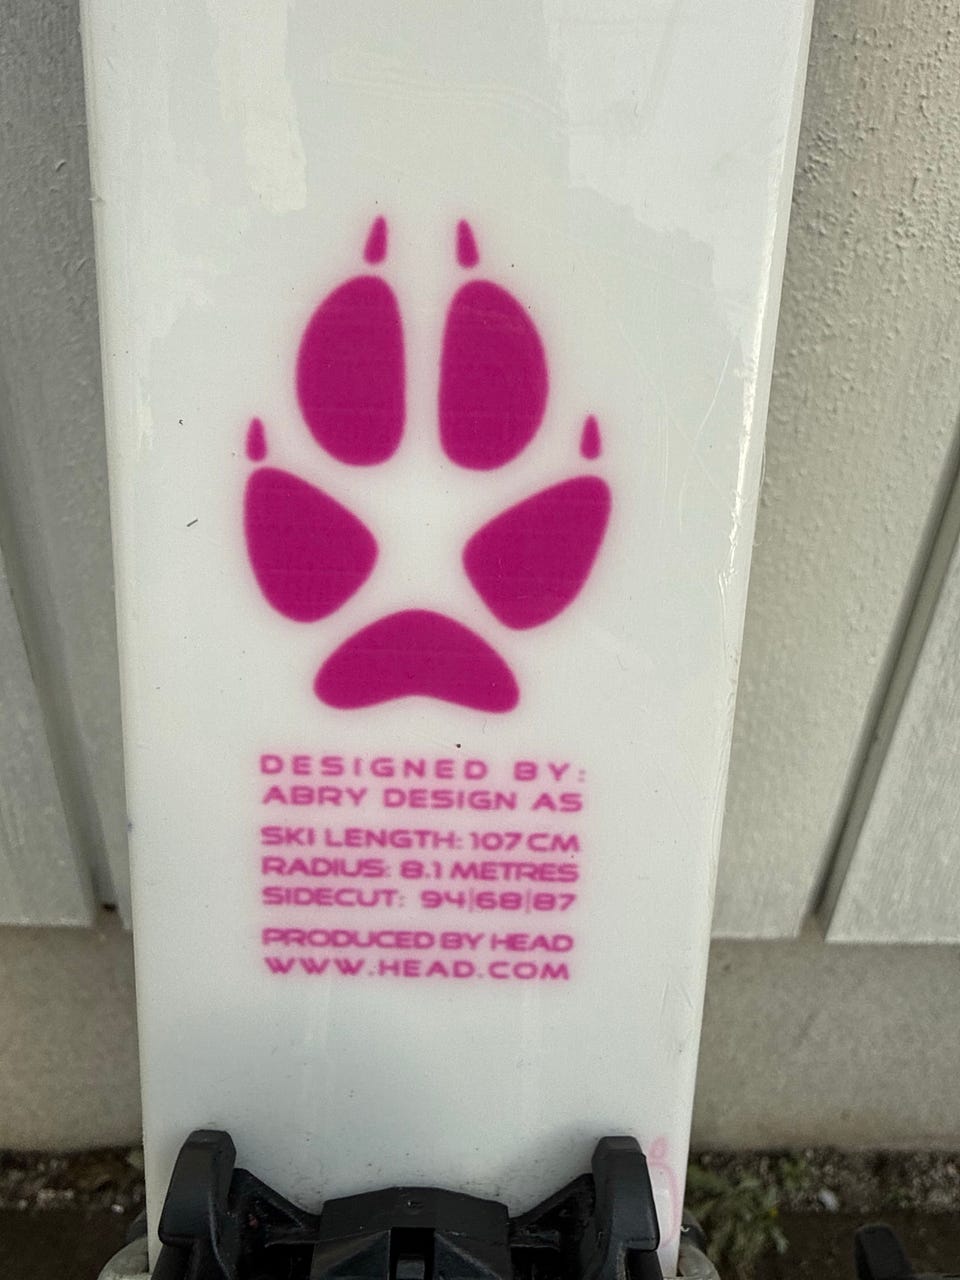 DESIGNED BY:
ABRY DESIGN AS
SKI LENGTH: 107 CM
RADIUS: 8.1 METRES
SIDECUT: 94|68|87
PRODUCED BY HEAD
WWW.HEAD.COM